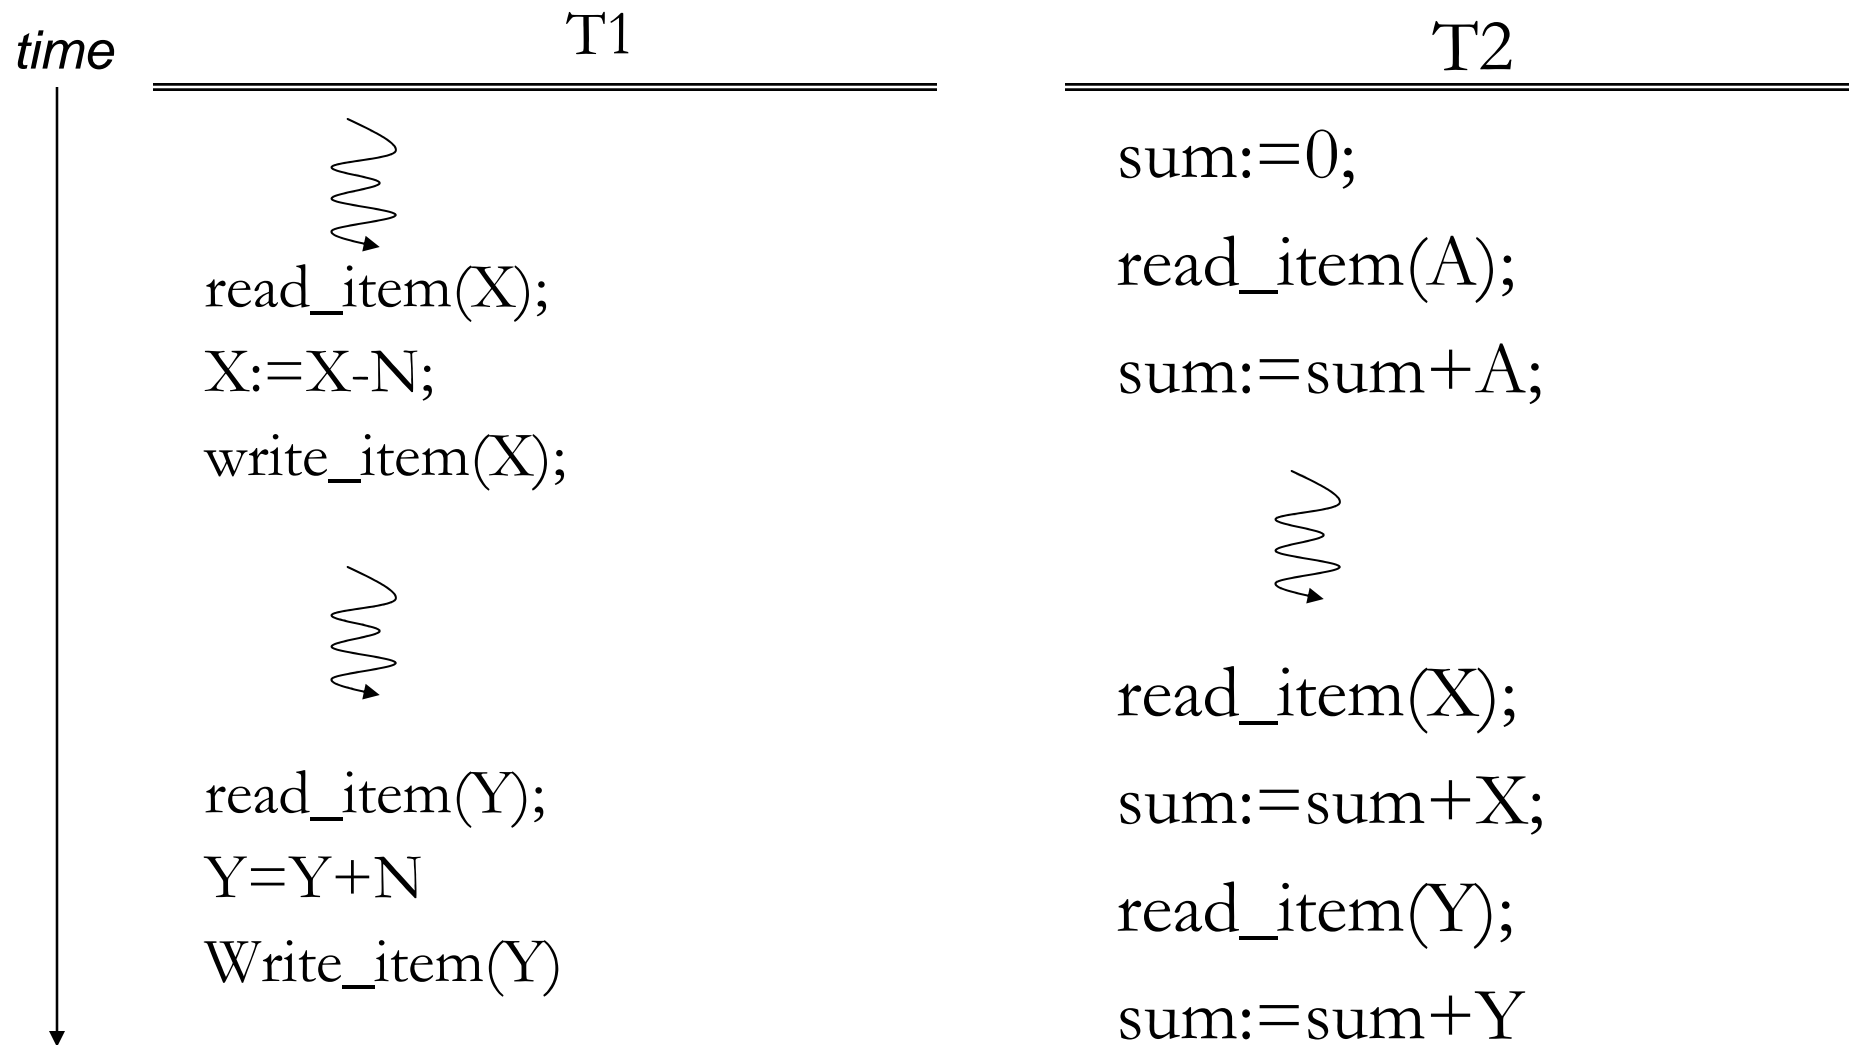 time
T1
T2
read_item(X);
X:=X-N;
write_item(X);
read_item(Y);
Y=Y+N
Write_item(Y)
sum:=0;
read_item(A);
sum:=sum+A;
read_item(X);
sum:=sum+X;
read_item(Y);
sum:=sum+Y